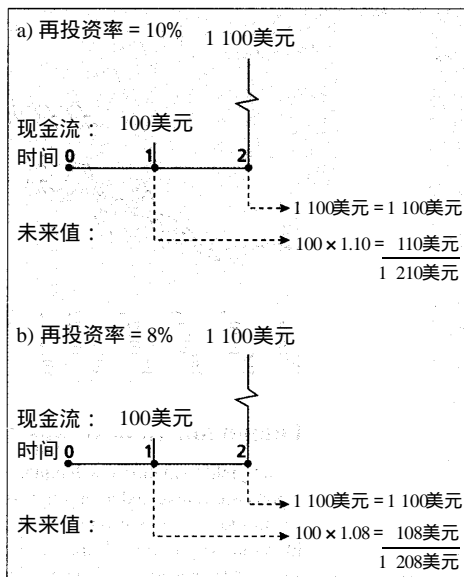 a) 再投资率 = 10%
1 100美元
现金流：
100美元
时间 0 1 2
1 100美元 = 1 100美元
未来值：
100 × 1.10 = 110美元
1 210美元
b) 再投资率 = 8%
1 100美元
现金流：
100美元
时间 0 1 2
1 100美元 = 1 100美元
未来值：
100 × 1.08 = 108美元
1 208美元